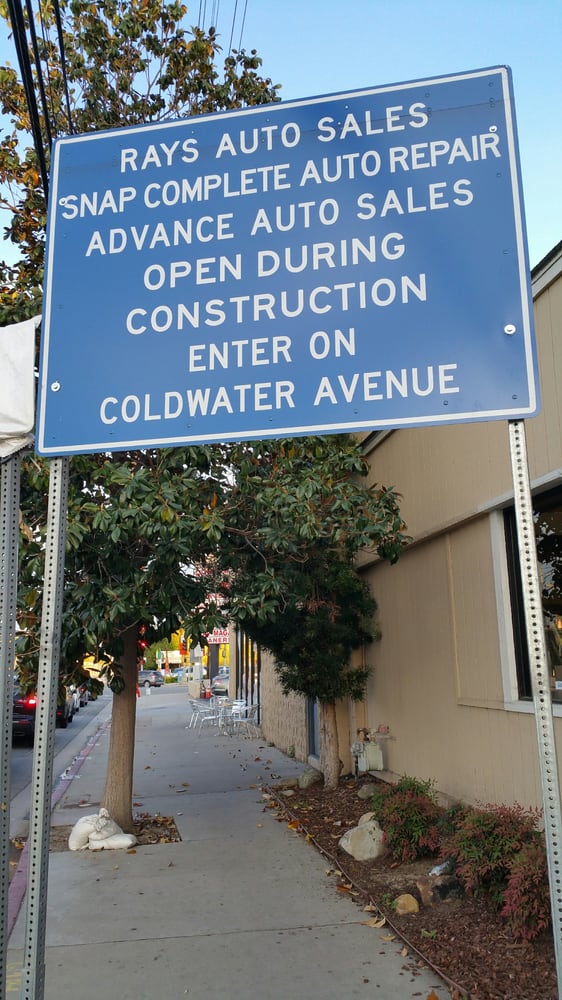 RAYS AUTO SALES
SNAP COMPLETE AUTO REPAIR
ADVANCE AUTO SALES
OPEN DURING
CONSTRUCTION
ENTER ON
COLDWATER AVENUE